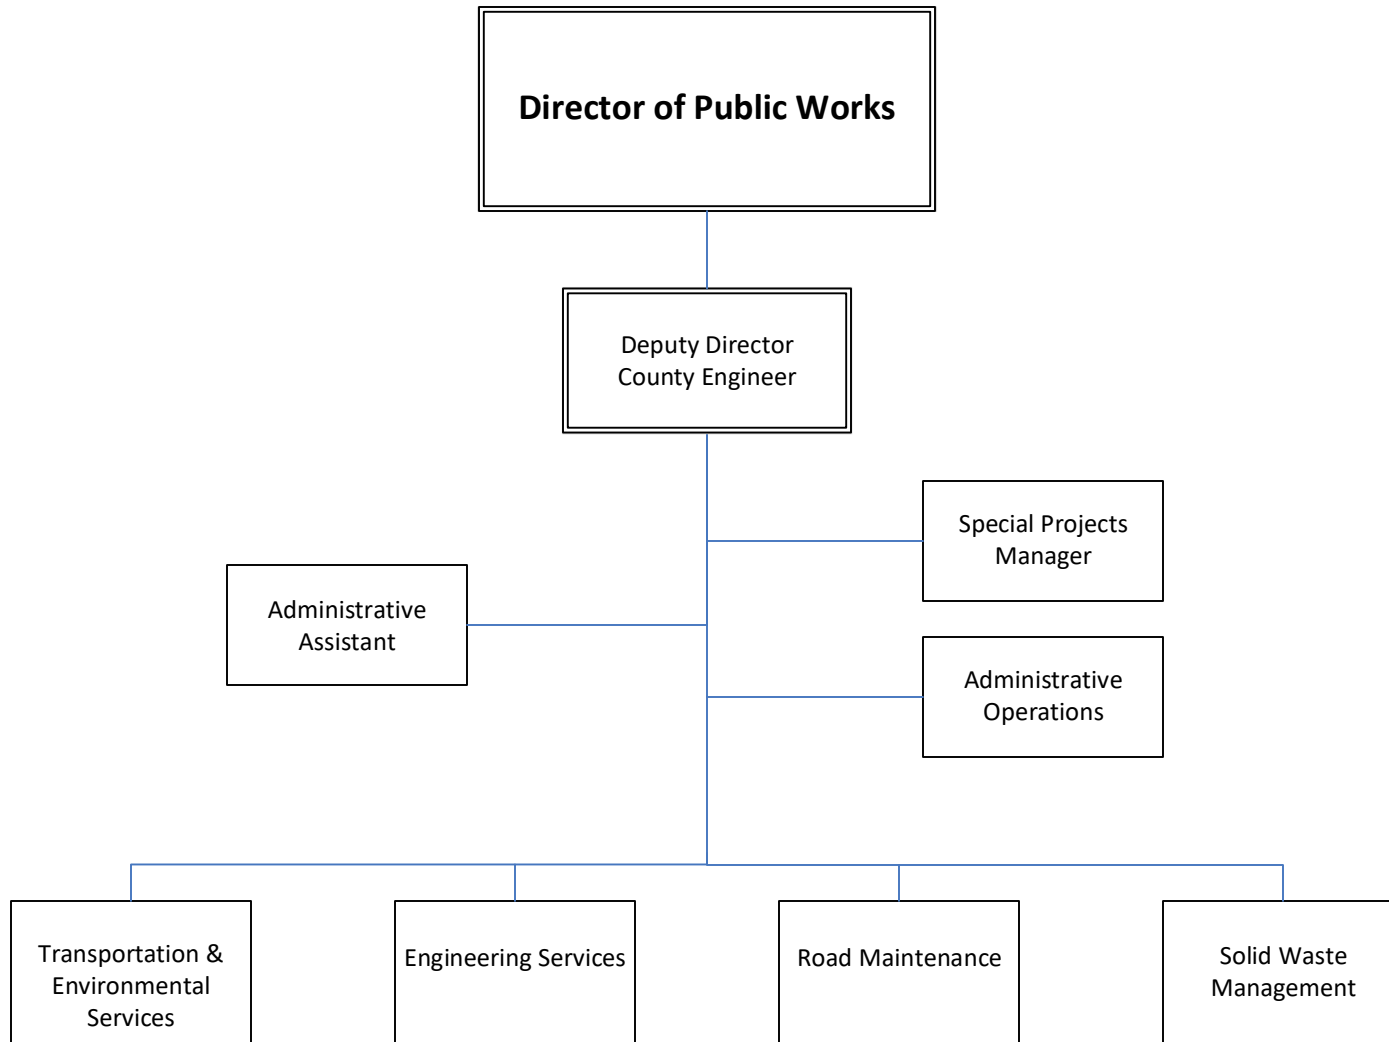 Director of Public Works
Deputy Director
County Engineer
Special Projects
Manager
Administrative
Assistant
Administrative
Operations
Transportation &
Environmental
Services
Engineering Services
Road Maintenance
Solid Waste
Management